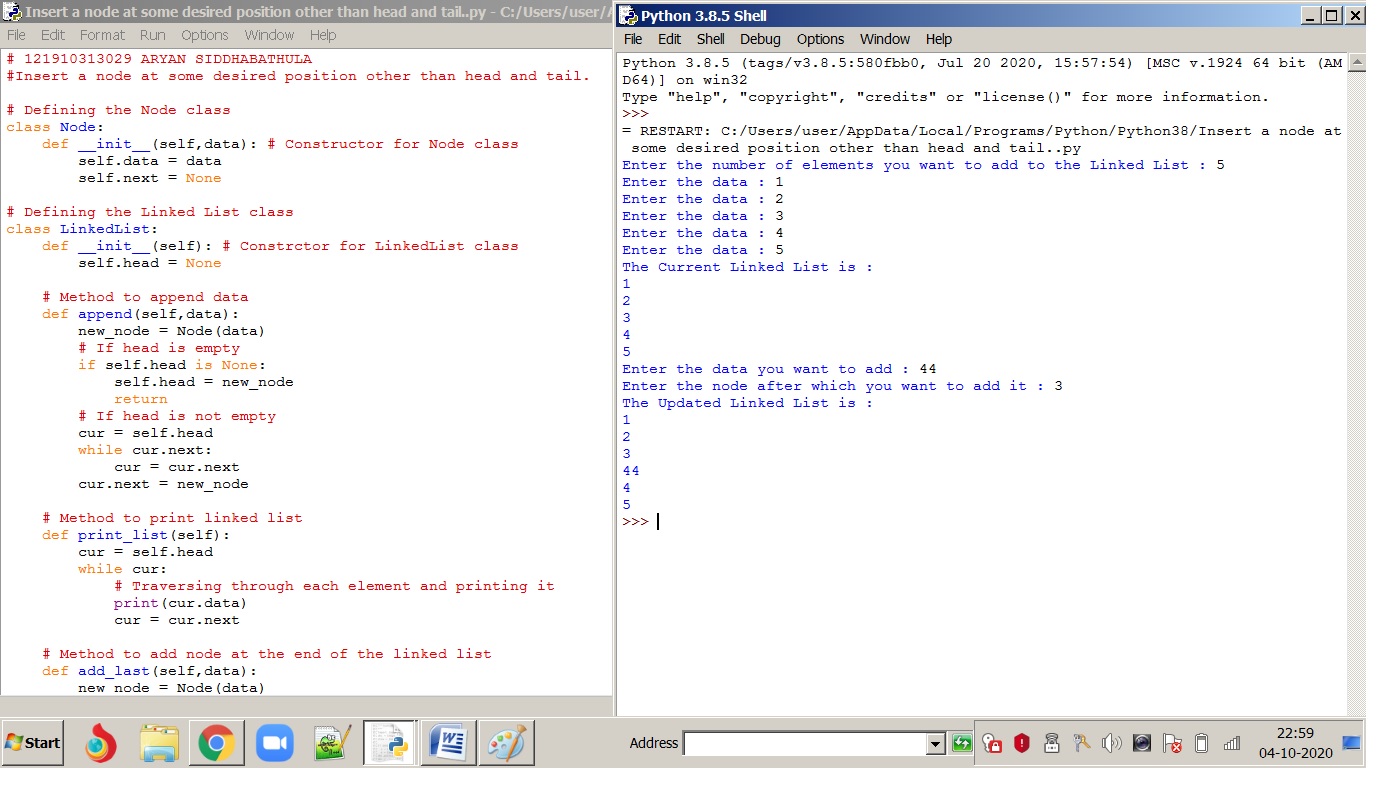 Insert a node at some desired position other than head and tail..py - C:/Users/user/A
File Edit Format Run Options Window Help
# 121910313029 ARYAN SIDDHABATHULA
#Insert a node at some desired position other than head and tail.
# Defining the Node class
class Node:
    def __init__(self,data): # Constructor for Node class
        self.data = data
        self.next = None
# Defining the Linked List class
class LinkedList:
    def __init__(self): # Constrctor for LinkedList class
        self.head = None
    # Method to append data
    def append(self,data):
        new_node = Node(data)
        # If head is empty
        if self.head is None:
            self.head = new_node
            return
        # If head is not empty
        cur = self.head
        while cur.next:
            cur = cur.next
        cur.next = new_node
    # Method to print linked list
    def print_list(self):
        cur = self.head
        while cur:
            # Traversing through each element and printing it
            print(cur.data)
            cur = cur.next
    # Method to add node at the end of the linked list
    def add_last(self,data):
        new_node = Node(data)
Python 3.8.5 Shell
File Edit Shell Debug Options Window Help
Python 3.8.5 (tags/v3.8.5:580fbb0, Jul 20 2020, 15:57:54) [MSC v.1924 64 bit (AM
D64)] on win32
Type "help", "copyright", "credits" or "license()" for more information.
>>>
= RESTART: C:/Users/user/AppData/Local/Programs/Python/Python38/Insert a node at
 some desired position other than head and tail..py
Enter the number of elements you want to add to the Linked List : 5
Enter the data : 1
Enter the data : 2
Enter the data : 3
Enter the data : 4
Enter the data : 5
The Current Linked List is :
1
2
3
4
5
Enter the data you want to add : 44
Enter the node after which you want to add it : 3
The Updated Linked List is :
1
2
3
44
4
5
>>>
Start
Address
22:59
04-10-2020